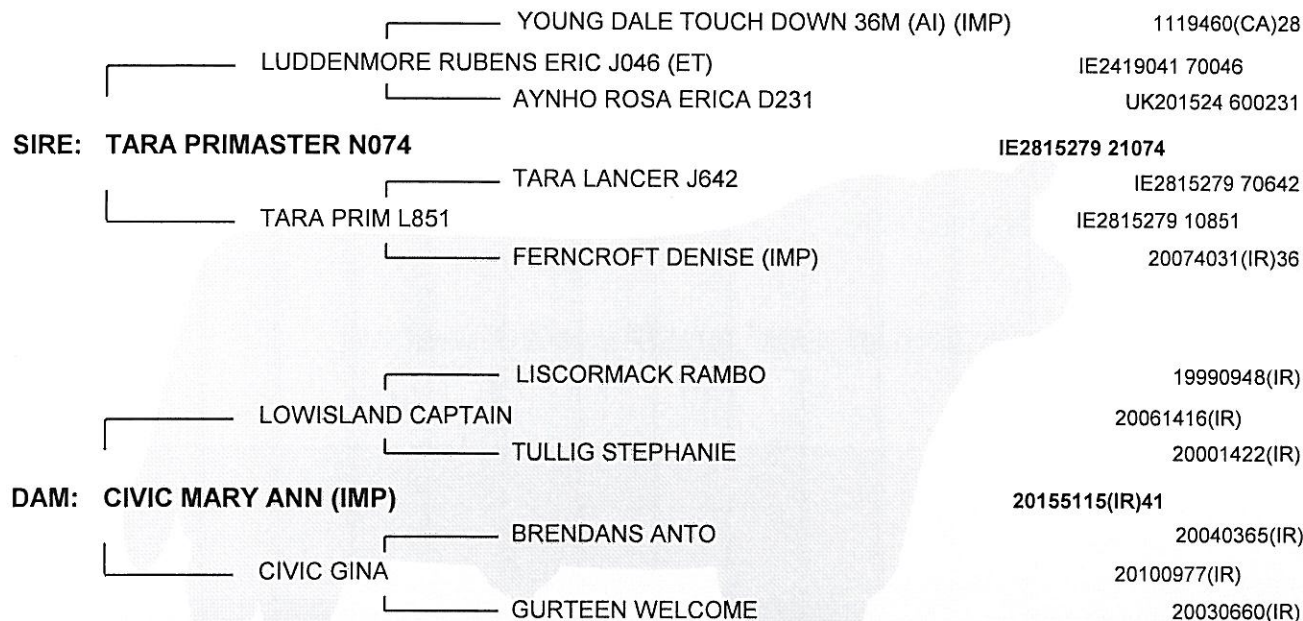 YOUNG DALE TOUCH DOWN 36M (AI) (IMP) 1119460(CA)28
LUDDENMORE RUBENS ERIC J046 (ET) IE2419041 70046
AYNHO ROSA ERICA D231 UK201524 600231
SIRE: TARA PRIMASTER N074 IE2815279 21074
TARA LANCER J642 IE2815279 70642
TARA PRIM L851 IE2815279 10851
FERNCROFT DENISE (IMP) 20074031(IR)36
LISCORMACK RAMBO 19990948(IR)
LOWISLAND CAPTAIN 20061416(IR)
TULLIG STEPHANIE 20001422(IR)
DAM: CIVIC MARY ANN (IMP) 20155115(IR)41
BRENDANS ANTO 20040365(IR)
CIVIC GINA 20100977(IR)
GURTEEN WELCOME 20030660(IR)